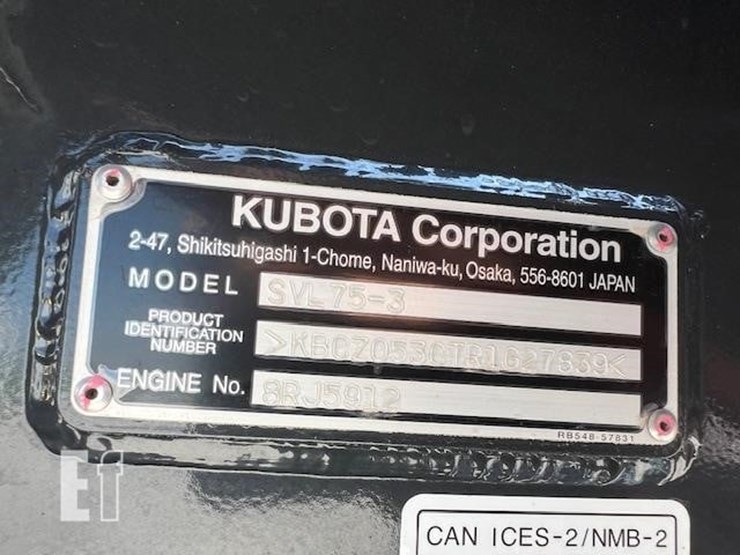 KUBOTA Corporation
2-47, Shikitsuhigashi 1-Chome, Naniwa-ku, Osaka, 556-8601 JAPAN
MODEL SVL75-3
PRODUCT
IDENTIFICATION
NUMBER
ENGINE No. 8RJ5912
RB548-57831
CAN ICES-2/NMB-2
ET